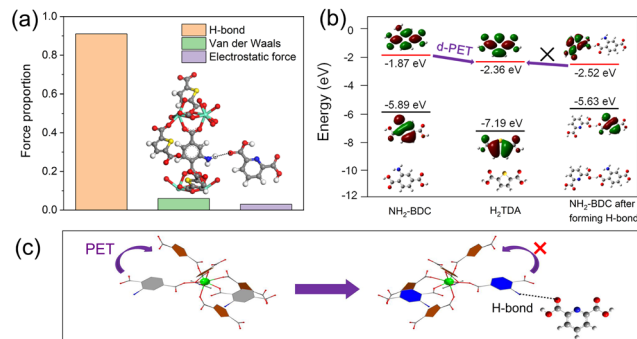 (a)
H-bond
Van der Waals
Electrostatic force
Force proportion
1.0
0.8
0.6
0.4
0.2
0.0
(b)
Energy (eV)
0
-2
-4
-6
-8
-10
-12
d-PET
-1.87 eV
-2.36 eV
-2.52 eV
-5.89 eV
-7.19 eV
-5.63 eV
NH₂-BDC
H₂TDA
NH₂-BDC after
forming H-bond
(c)
PET
H-bond